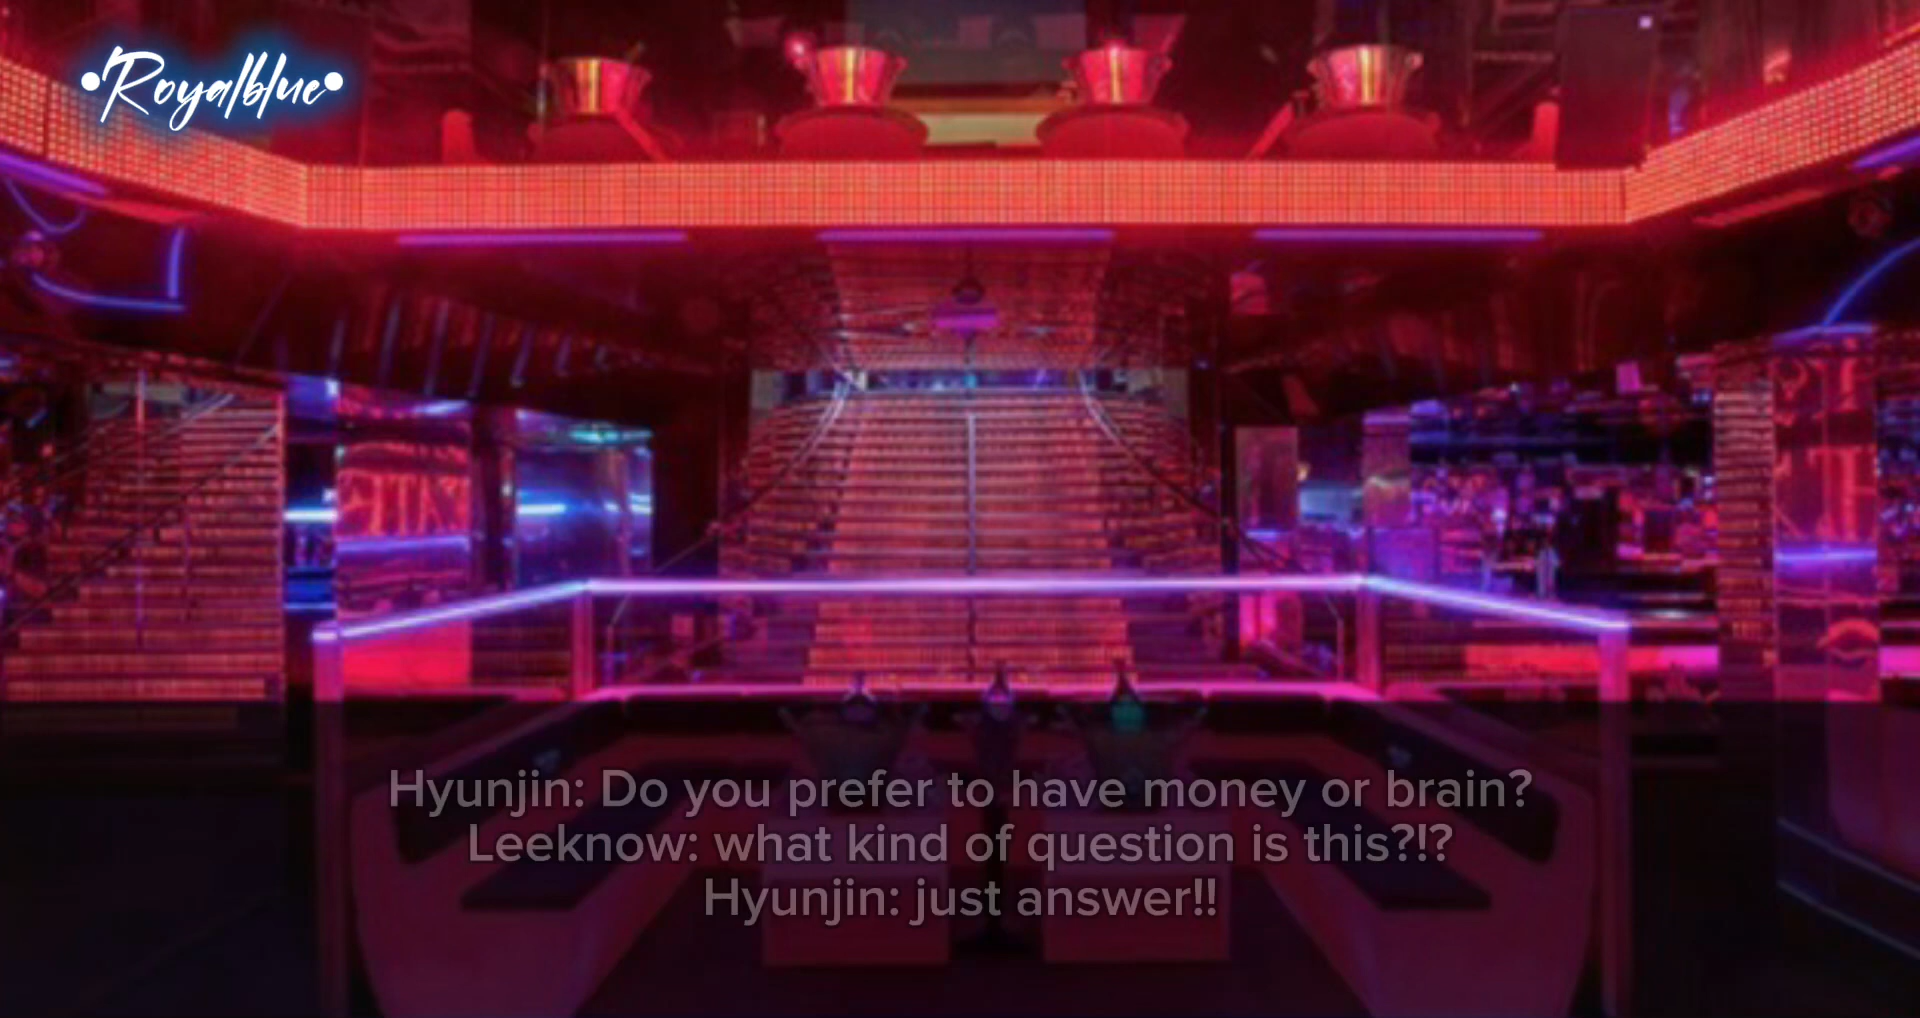 •Royalblue•
Hyunjin: Do you prefer to have money or brain?
Leeknow: what kind of question is this?!?
Hyunjin: just answer!!